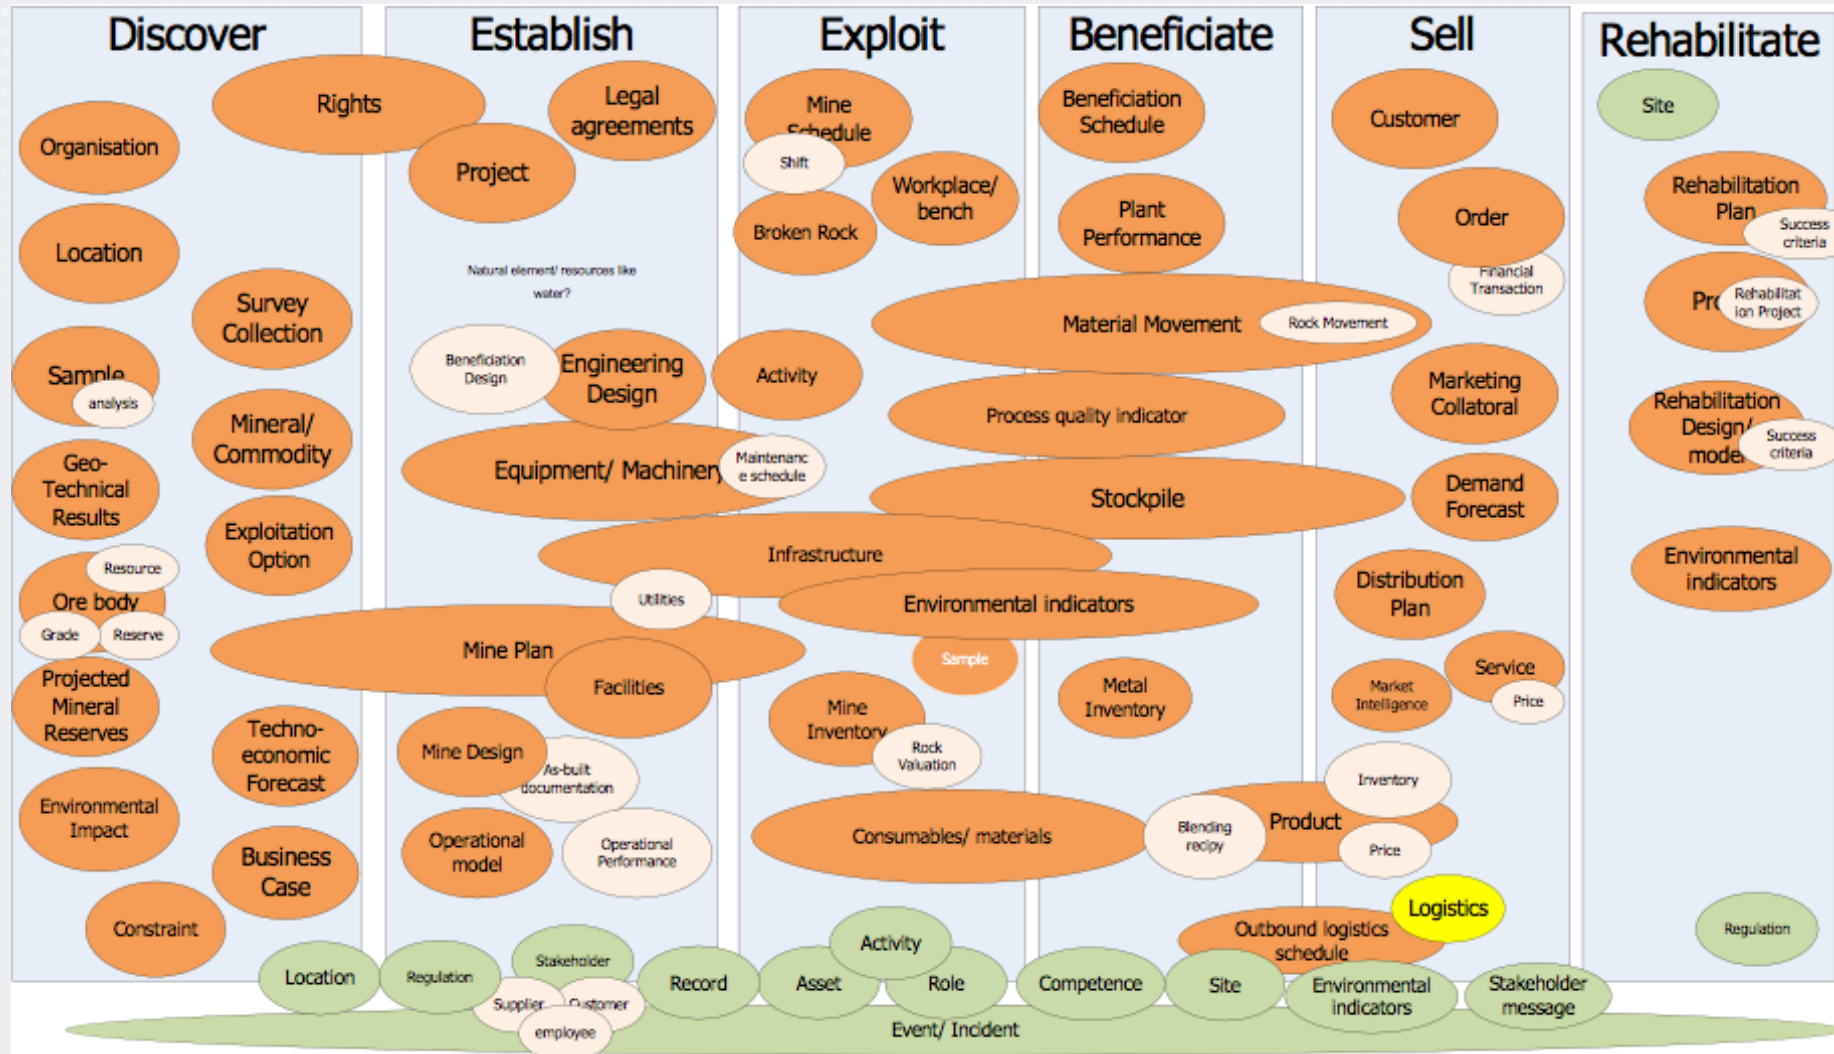 Discover
Rights
Organisation
Location
Survey
Collection
Sample
analysis
Mineral/
Commodity
Geo-
Technical
Results
Exploitation
Option
Resource
Ore body
Grade
Reserve
Projected
Mineral
Reserves
Techno-
economic
Forecast
Environmental
Impact
Business
Case
Constraint
Establish
Legal
agreements
Project
Natural element/ resources like
water?
Beneficiation
Design
Engineering
Design
Equipment/ Machinery
Maintenanc
e schedule
Infrastructure
Utilities
Mine Plan
Facilities
Mine Design
As-built
documentation
Operational
model
Operational
Performance
Exploit
Mine
Schedule
Shift
Workplace/
bench
Broken Rock
Activity
Environmental indicators
Sample
Mine
Inventory
Rock
Valuation
Consumables/ materials
Beneficiate
Beneficiation
Schedule
Plant
Performance
Material Movement
Rock Movement
Process quality indicator
Stockpile
Metal
Inventory
Blending
recipy
Product
Inventory
Price
Sell
Customer
Order
Financial
Transaction
Marketing
Collatoral
Demand
Forecast
Distribution
Plan
Service
Price
Market
Intelligence
Logistics
Outbound logistics
schedule
Rehabilitate
Site
Rehabilitation
Plan
Success
criteria
Rehabilitat
ion Project
Rehabilitation
Design/
model
Success
criteria
Environmental
indicators
Regulation
Location
Regulation
Stakeholder
Supplier
Customer
employee
Record
Asset
Activity
Role
Competence
Site
Environmental
indicators
Stakeholder
message
Event/ Incident